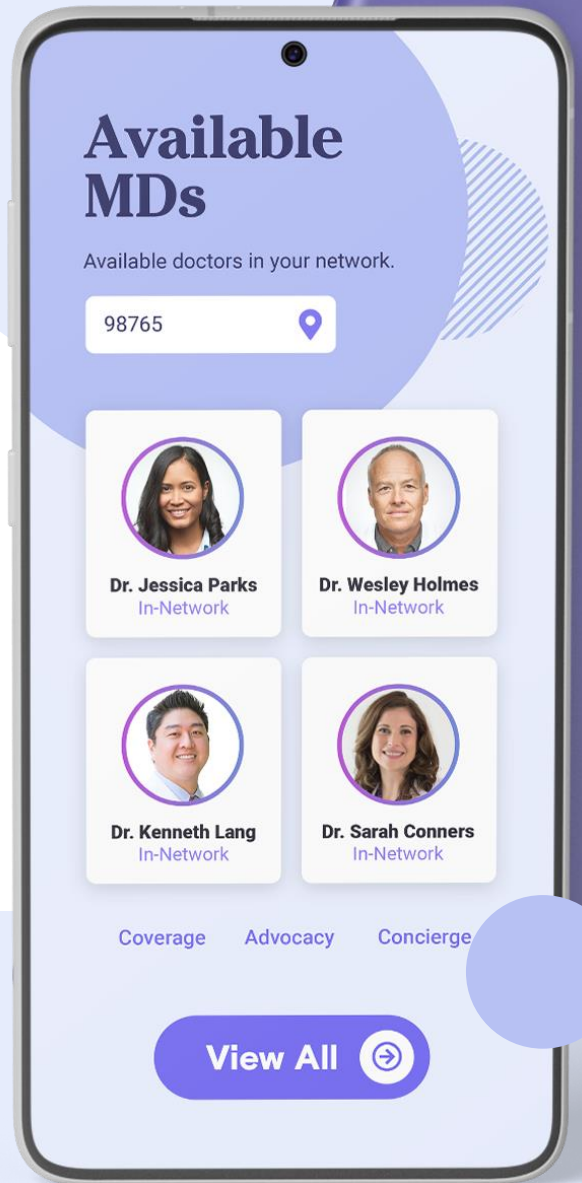 Available
MDs
Available doctors in your network.
98765
Dr. Jessica Parks
In-Network
Dr. Wesley Holmes
In-Network
Dr. Kenneth Lang
In-Network
Dr. Sarah Conners
In-Network
Coverage Advocacy Concierge
View All